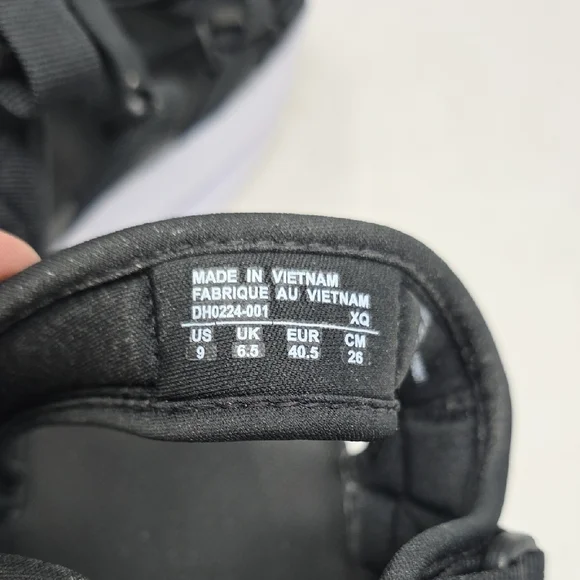 MADE IN VIETNAM
FABRIQUE AU VIETNAM
DH0224-001 XQ
US UK EUR CM
9 6.5 40.5 26